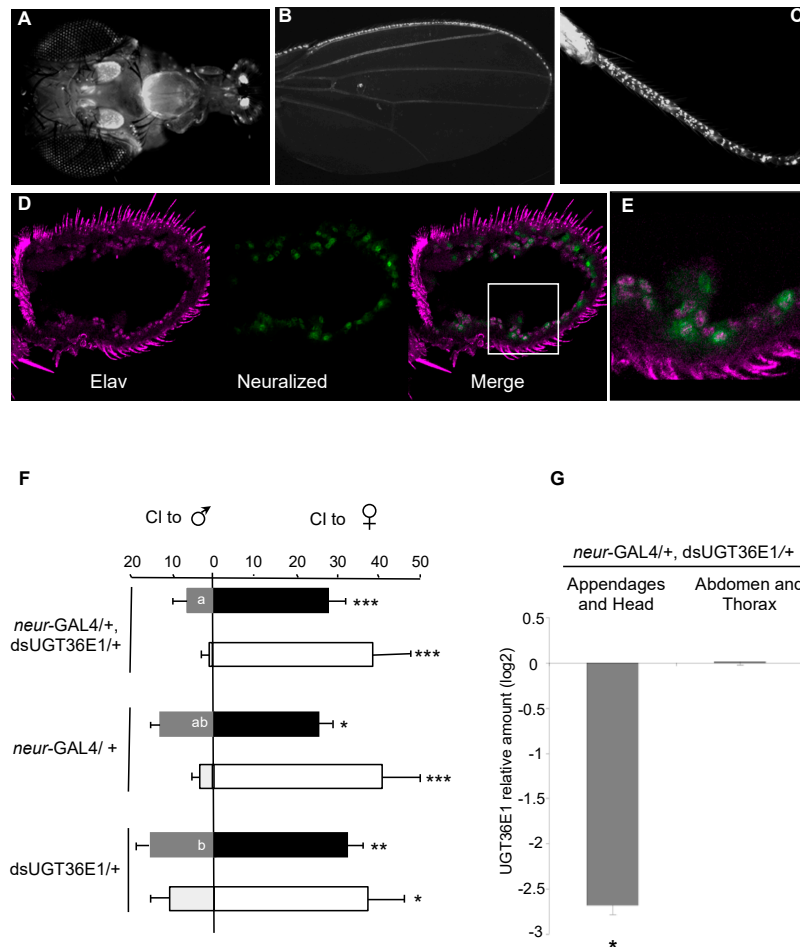 A
B
C
D
E
Elav
Neuralized
Merge
F
G
CI to ♂
CI to ♀
20 10 0 10 20 30 40 50
neur-GAL4/+,
dsUGT36E1/+
a
***
***
neur-GAL4/ +
ab
*
***
dsUGT36E1/+
b
**
*
neur-GAL4/+, dsUGT36E1/+
Appendages
and Head
Abdomen and
Thorax
UGT36E1 relative amount (log2)
0.5
0
-0.5
-1
-1.5
-2
-2.5
-3
*